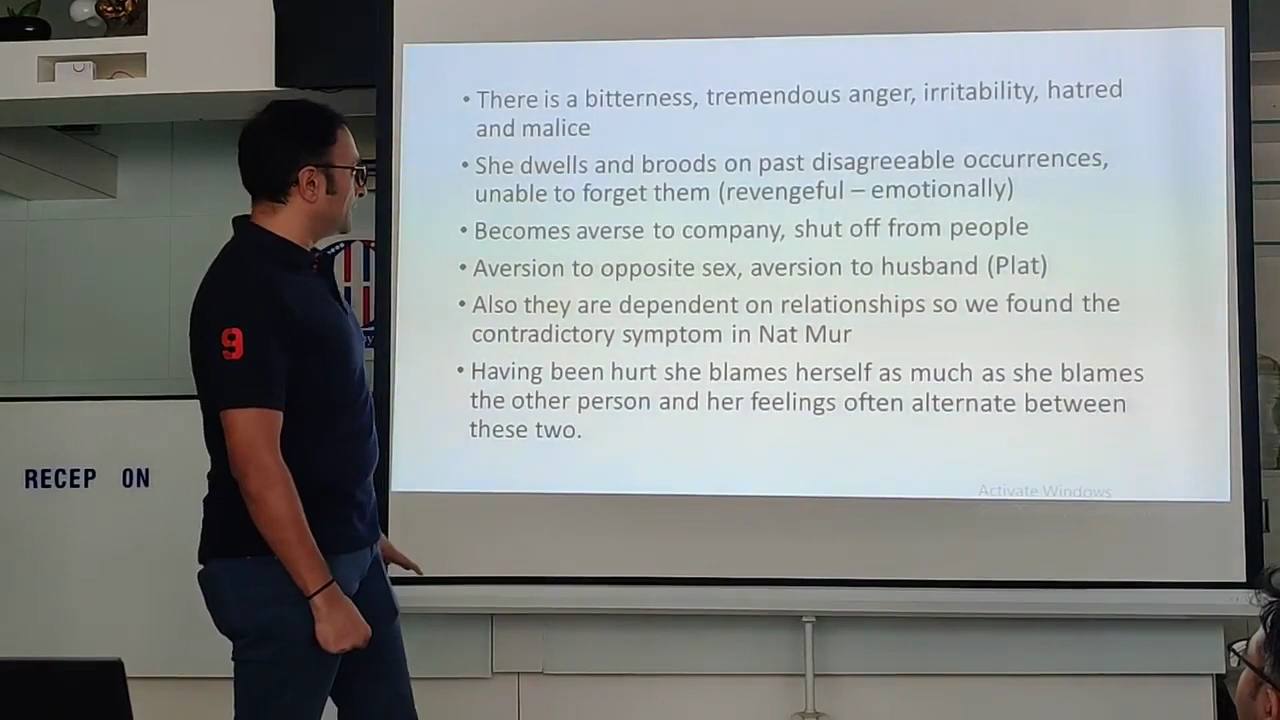 • There is a bitterness, tremendous anger, irritability, hatred
and malice
• She dwells and broods on past disagreeable occurrences,
unable to forget them (revengeful – emotionally)
• Becomes averse to company, shut off from people
• Aversion to opposite sex, aversion to husband (Plat)
• Also they are dependent on relationships so we found the
contradictory symptom in Nat Mur
• Having been hurt she blames herself as much as she blames
the other person and her feelings often alternate between
these two.
Activate Windows
9
RECEP ON